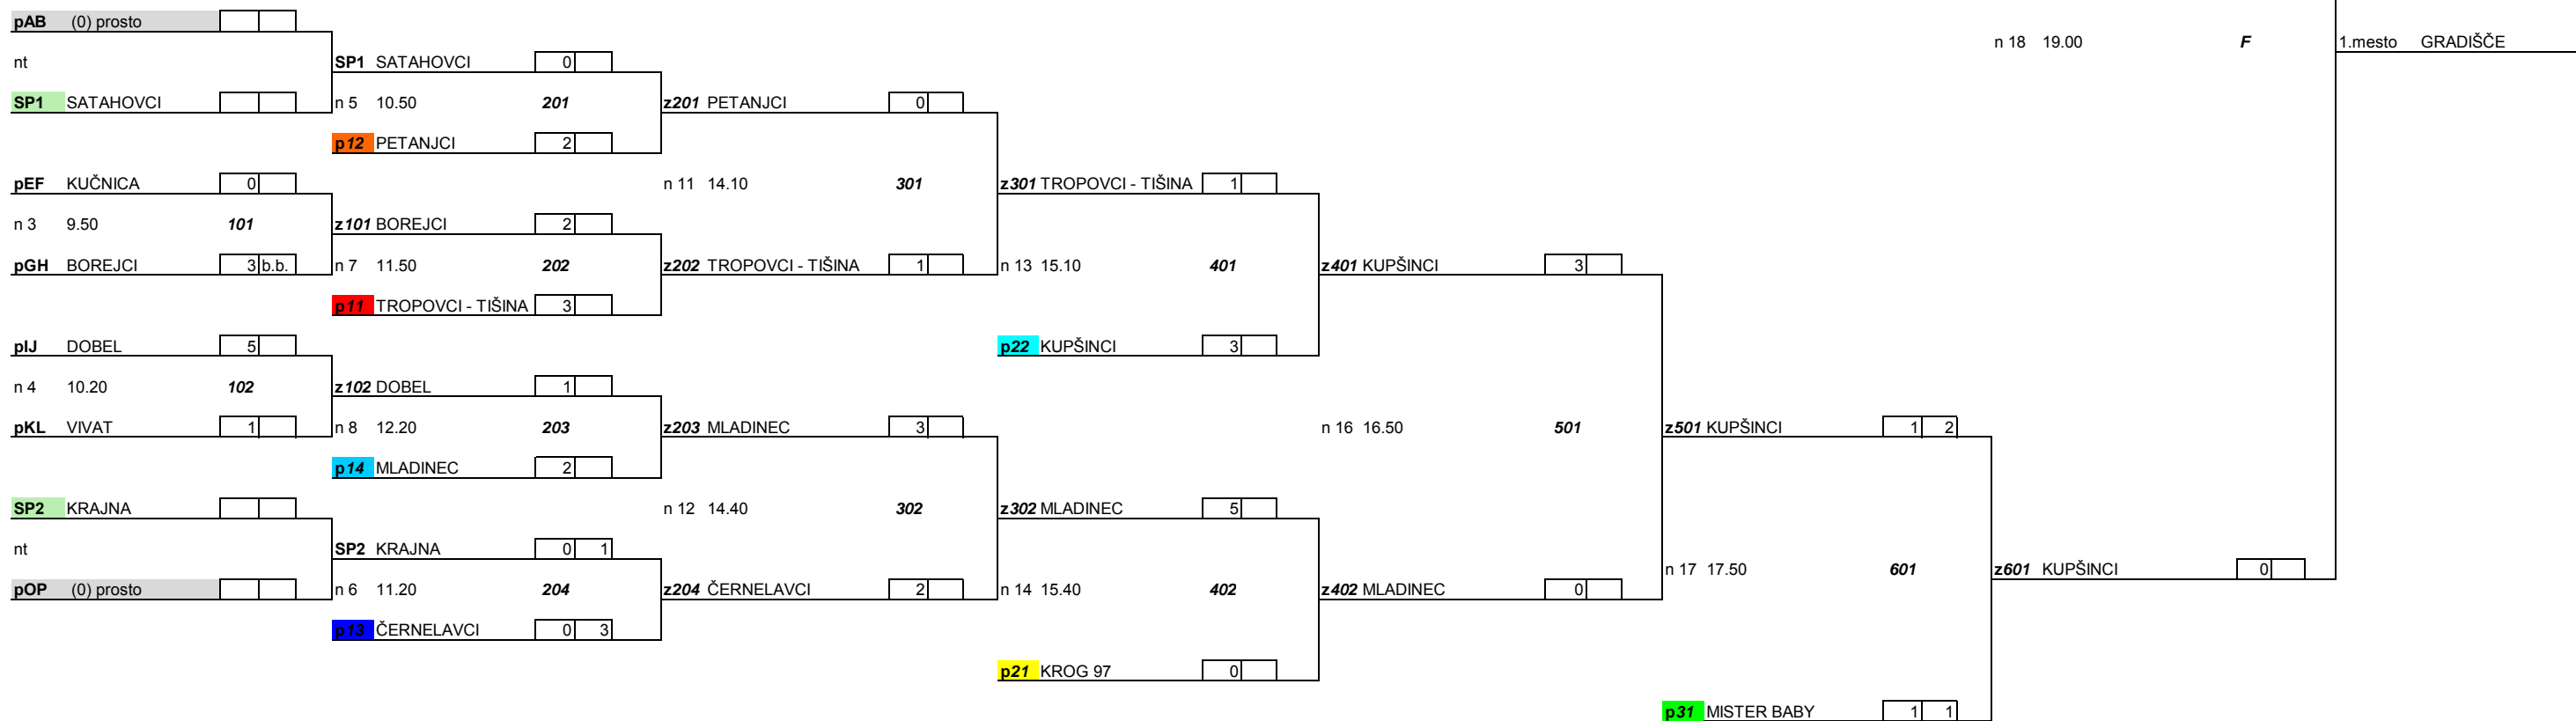 pAB (0) prosto
n 18 19.00 F 1.mesto GRADIŠČE
nt SP1 SATAHOVCI 0
SP1 SATAHOVCI n 5 10.50 201 z201 PETANJCI 0
p12 PETANJCI 2
pEF KUČNICA 0 n 11 14.10 301 z301 TROPOVCI - TIŠINA 1
n 3 9.50 101 z101 BOREJCI 2
pGH BOREJCI 3 b.b. n 7 11.50 202 z202 TROPOVCI - TIŠINA 1 n 13 15.10 401 z401 KUPŠINCI 3
p11 TROPOVCI - TIŠINA 3
pIJ DOBEL 5 p22 KUPŠINCI 3
n 4 10.20 102 z102 DOBEL 1
pKL VIVAT 1 n 8 12.20 203 z203 MLADINEC 3 n 16 16.50 501 z501 KUPŠINCI 1 2
p14 MLADINEC 2
SP2 KRAJNA n 12 14.40 302 z302 MLADINEC 5
nt SP2 KRAJNA 0 1
n 17 17.50 601 z601 KUPŠINCI 0
pOP (0) prosto n 6 11.20 204 z204 ČERNELAVCI 2 n 14 15.40 402 z402 MLADINEC 0
p13 ČERNELAVCI 0 3
p21 KROG 97 0
p31 MISTER BABY 1 1